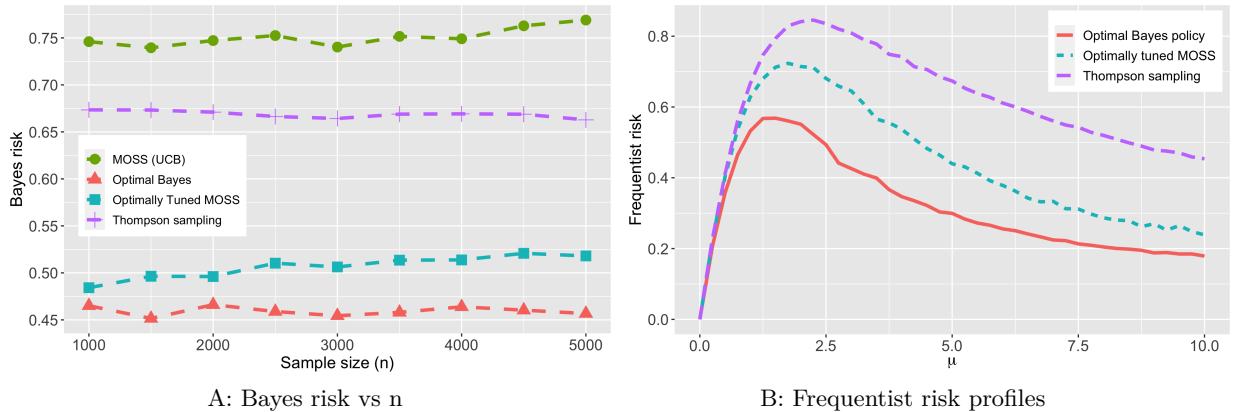 Bayes risk
0.75
0.70
0.65
0.60
0.55
0.50
0.45
MOSS (UCB)
Optimal Bayes
Optimally Tuned MOSS
Thompson sampling
1000
2000
3000
4000
5000
Sample size (n)
A: Bayes risk vs n
Frequentist risk
0.8
0.6
0.4
0.2
0.0
Optimal Bayes policy
Optimally tuned MOSS
Thompson sampling
0.0
2.5
5.0
7.5
10.0
μ
B: Frequentist risk profiles